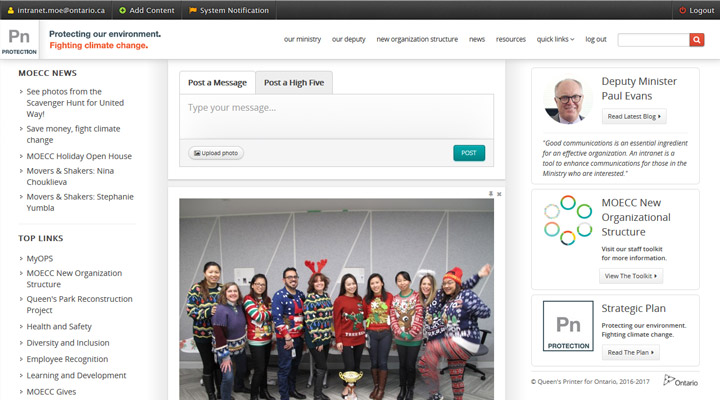 intranet.moe@ontario.ca Add Content System Notification Logout
Pn
PROTECTION
Protecting our environment.
Fighting climate change.
our ministry our deputy new organization structure news resources quick links log out
MOECC NEWS
See photos from the
Scavenger Hunt for United
Way!
Save money, fight climate
change
MOECC Holiday Open House
Movers & Shakers: Nina
Chouklieva
Movers & Shakers: Stephanie
Yumbla
TOP LINKS
MyOPS
MOECC New Organization
Structure
Queen's Park Reconstruction
Project
Health and Safety
Diversity and Inclusion
Employee Recognition
Learning and Development
MOECC Gives
Post a Message Post a High Five
Type your message...
Upload photo POST
Deputy Minister
Paul Evans
Read Latest Blog
"Good communications is an essential ingredient
for an effective organization. An intranet is a
tool to enhance communications for those in the
Ministry who are interested."
MOECC New
Organizational
Structure
Visit our staff toolkit
for more information.
View The Toolkit
Pn
PROTECTION
Strategic Plan
Protecting our environment.
Fighting climate change.
Read The Plan
© Queen's Printer for Ontario, 2016-2017 Ontario